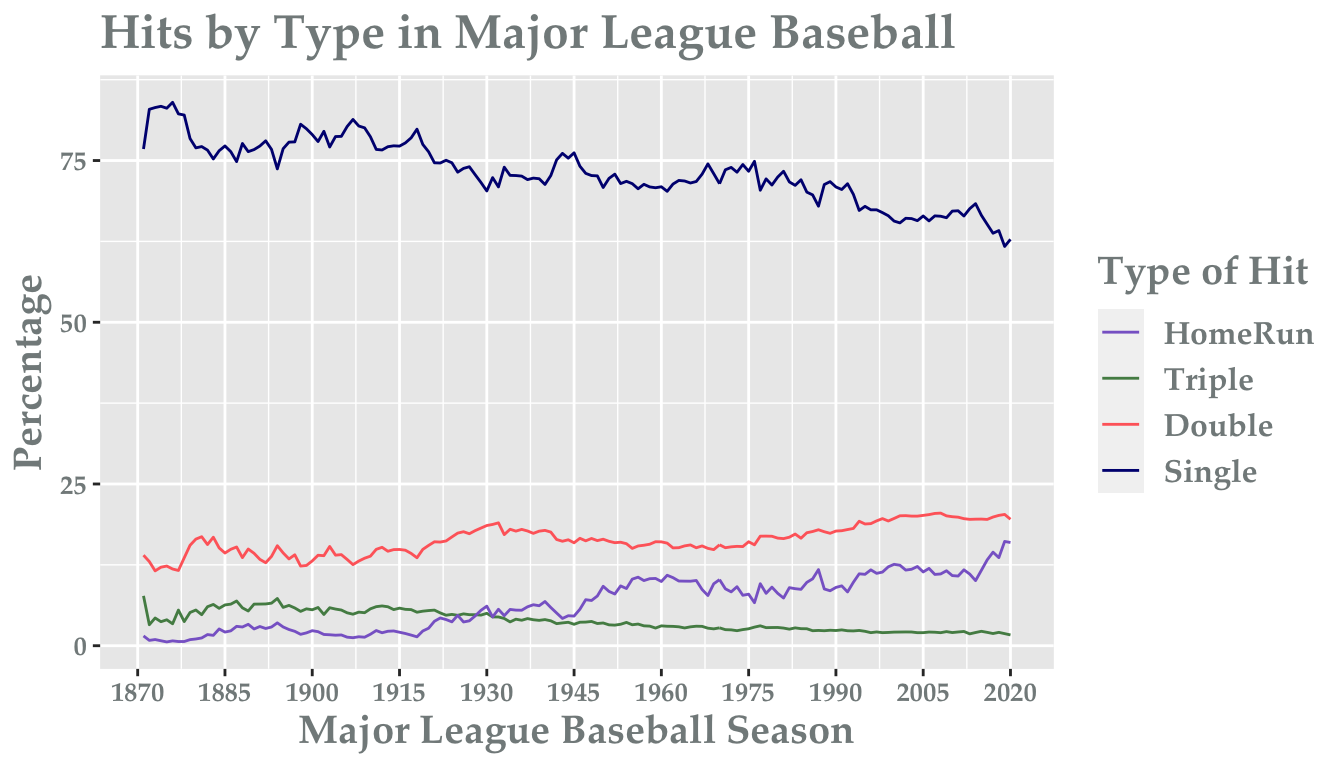 Hits by Type in Major League Baseball
Percentage
75
50
25
0
1870 1885 1900 1915 1930 1945 1960 1975 1990 2005 2020
Major League Baseball Season
Type of Hit
HomeRun
Triple
Double
Single